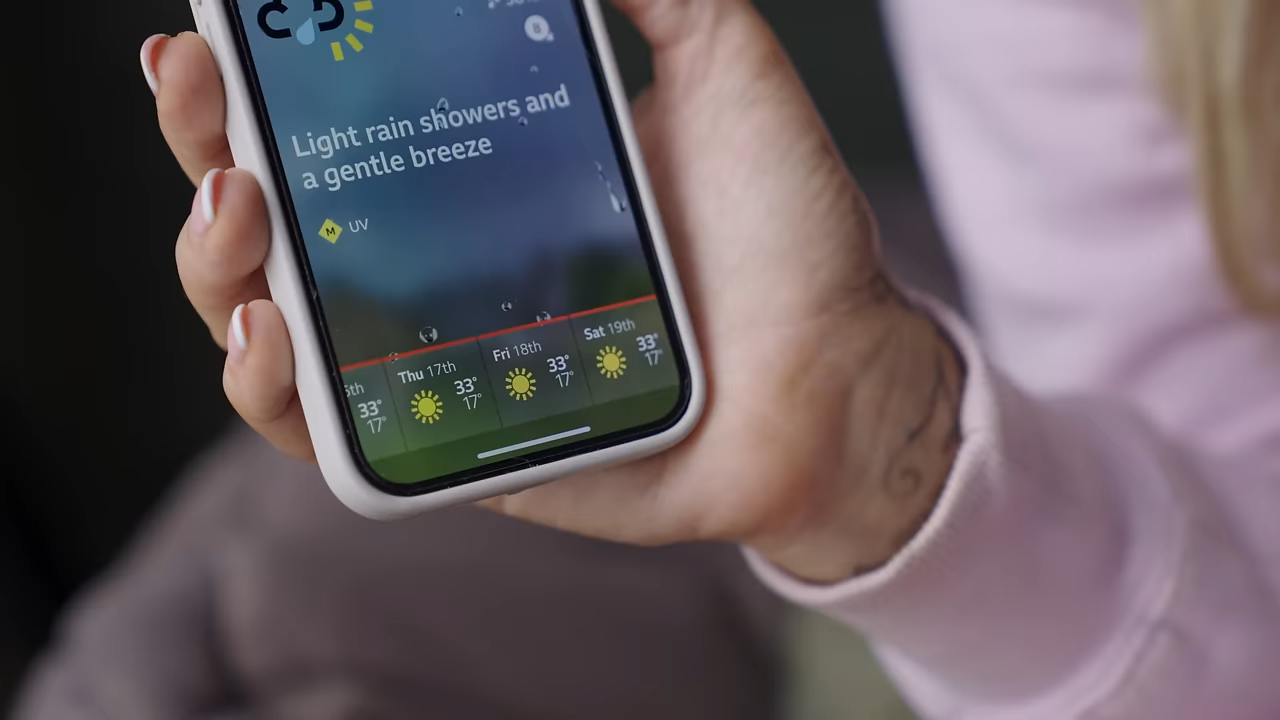 B
Light rain showers and
a gentle breeze
M UV
Thu 17th
33°
17°
Fri 18th
33°
17°
Sat 19th
33°
17°
33°
17°